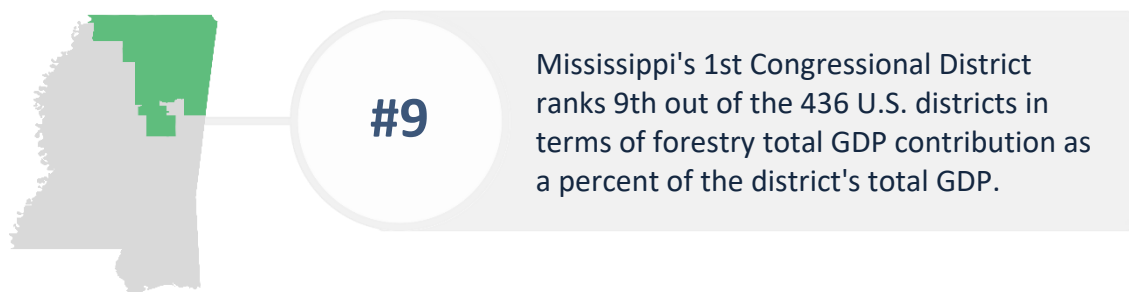 #9
Mississippi's 1st Congressional District
ranks 9th out of the 436 U.S. districts in
terms of forestry total GDP contribution as
a percent of the district's total GDP.